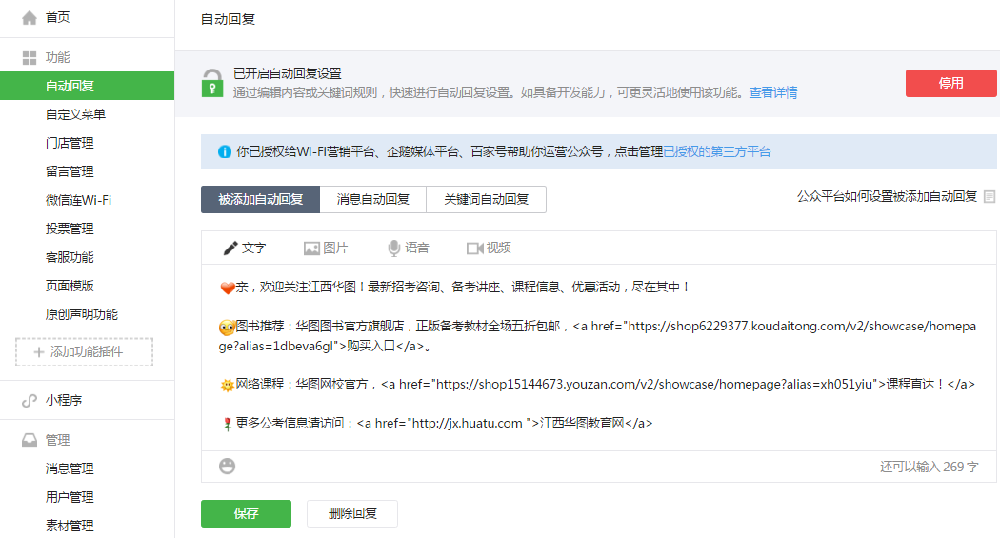 首页
功能
自动回复
自定义菜单
门店管理
留言管理
微信连Wi-Fi
投票管理
客服功能
页面模版
原创声明功能
+ 添加功能插件
小程序
管理
消息管理
用户管理
素材管理
自动回复
已开启自动回复设置
通过编辑内容或关键词规则，快速进行自动回复设置。如具备开发能力，可更灵活地使用该功能。查看详情
停用
你已授权给Wi-Fi营销平台、企鹅媒体平台、百家号帮助你运营公众号，点击管理已授权的第三方平台
被添加自动回复 消息自动回复 关键词自动回复
公众平台如何设置被添加自动回复
文字 图片 语音 视频
亲，欢迎关注江西华图！最新招考咨询、备考讲座、课程信息、优惠活动，尽在其中！
图书推荐：华图图书官方旗舰店，正版备考教材全场五折包邮，<a href="https://shop6229377.koudaitong.com/v2/showcase/homepa
ge?alias=1dbeva6gl">购买入口</a>。
网络课程：华图网校官方，<a href="https://shop15144673.youzan.com/v2/showcase/homepage?alias=xh051yiu">课程直达！</a>
更多公考信息请访问：<a href="http://jx.huatu.com ">江西华图教育网</a>
还可以输入 269 字
保存 删除回复